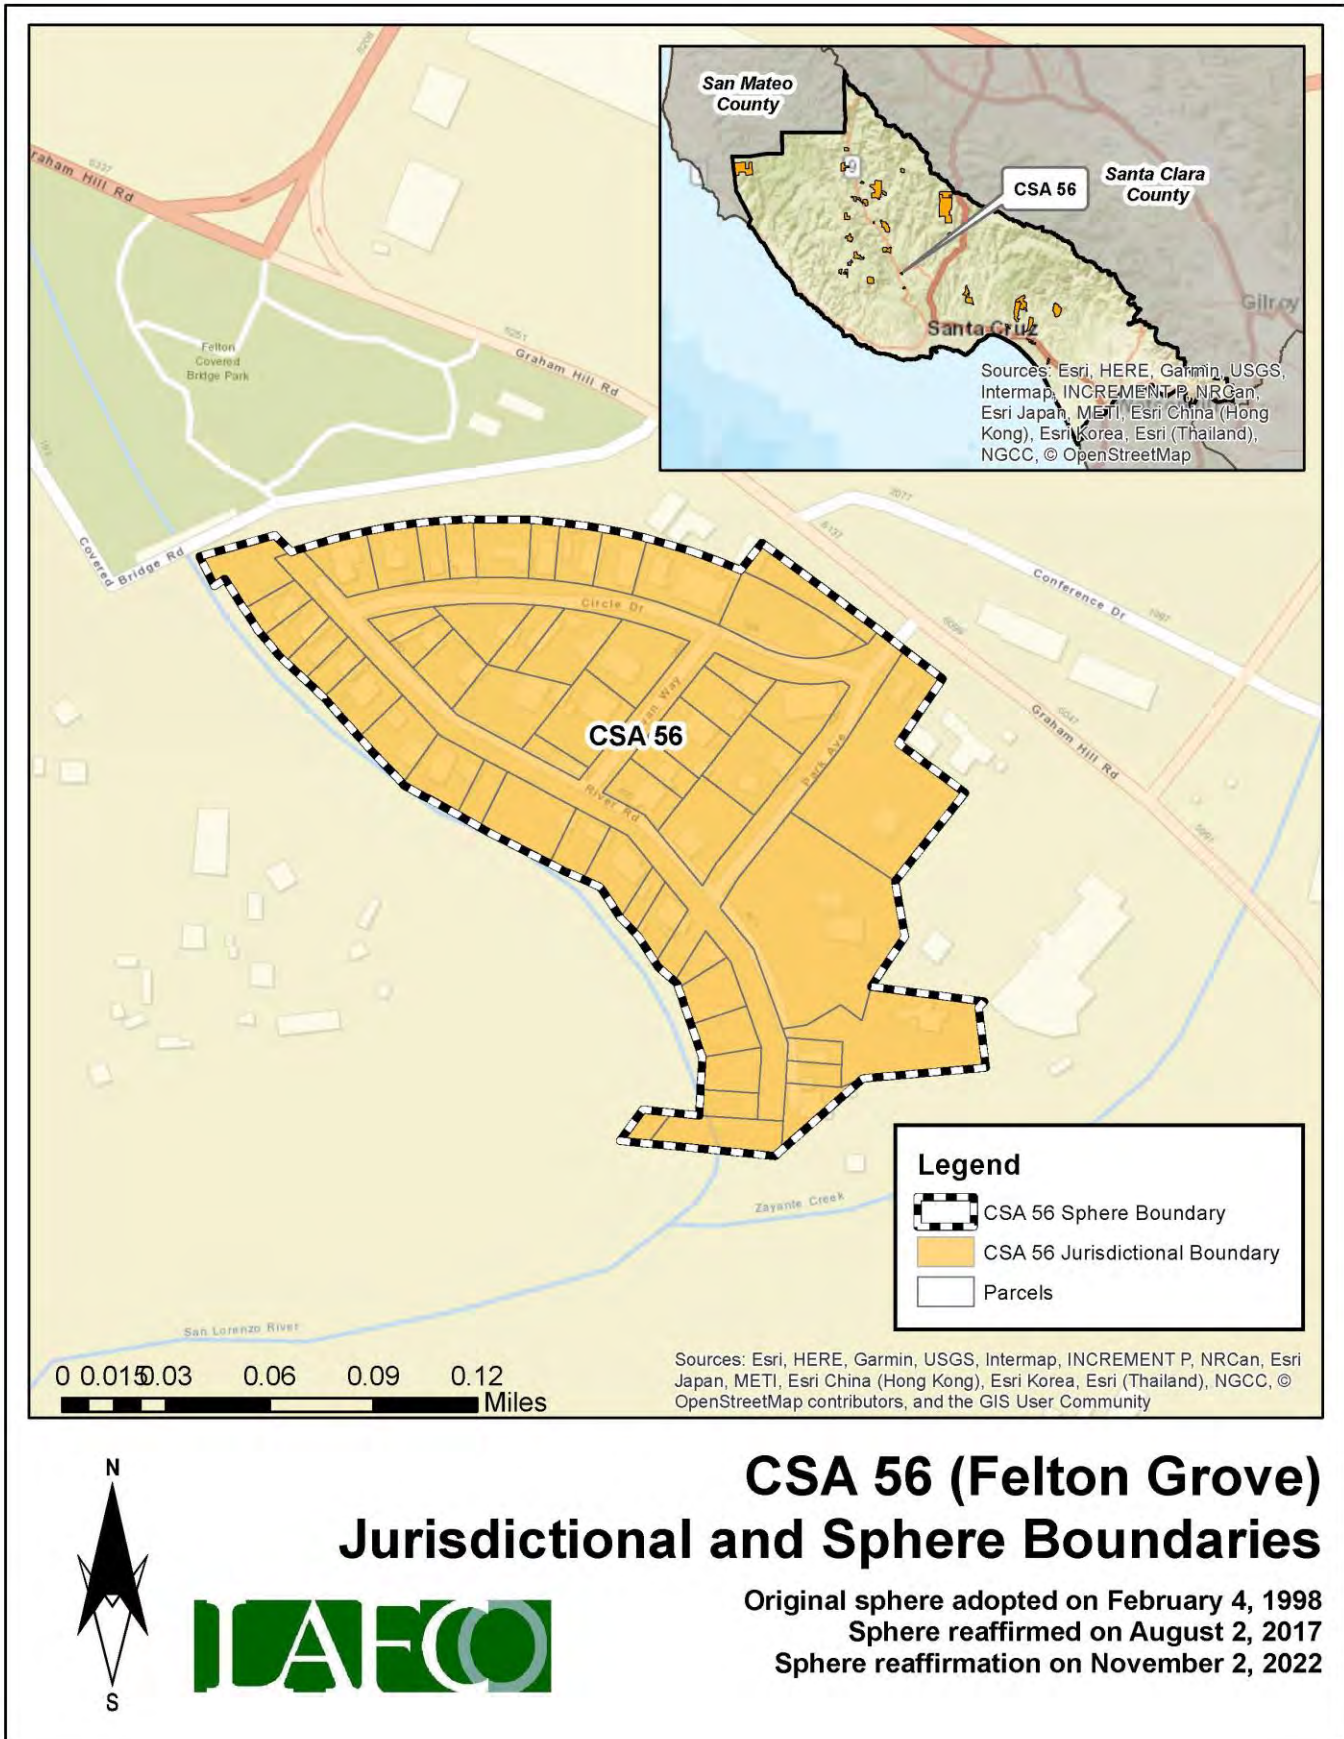 San Mateo
County
9
CSA 56
Santa Clara
County
Gilroy
Santa Cruz
Sources: Esri, HERE, Garmin, USGS,
Intermap, INCREMENT P, NRCan,
Esri Japan, METI, Esri China (Hong
Kong), Esri Korea, Esri (Thailand),
NGCC, © OpenStreetMap
6208
6337
raham Hill Rd
Felton
Covered
Bridge Park
6251
Graham Hill Rd
Covered Bridge Rd
6137
Conference Dr
Circle Dr
CSA 56
Park Ave
River Rd
Graham Hill Rd
Zayante Creek
San Lorenzo River
Legend
CSA 56 Sphere Boundary
CSA 56 Jurisdictional Boundary
Parcels
0 0.015 0.03 0.06 0.09 0.12
Miles
Sources: Esri, HERE, Garmin, USGS, Intermap, INCREMENT P, NRCan, Esri
Japan, METI, Esri China (Hong Kong), Esri Korea, Esri (Thailand), NGCC, ©
OpenStreetMap contributors, and the GIS User Community
N
S
LAFCO
CSA 56 (Felton Grove)
Jurisdictional and Sphere Boundaries
Original sphere adopted on February 4, 1998
Sphere reaffirmed on August 2, 2017
Sphere reaffirmation on November 2, 2022